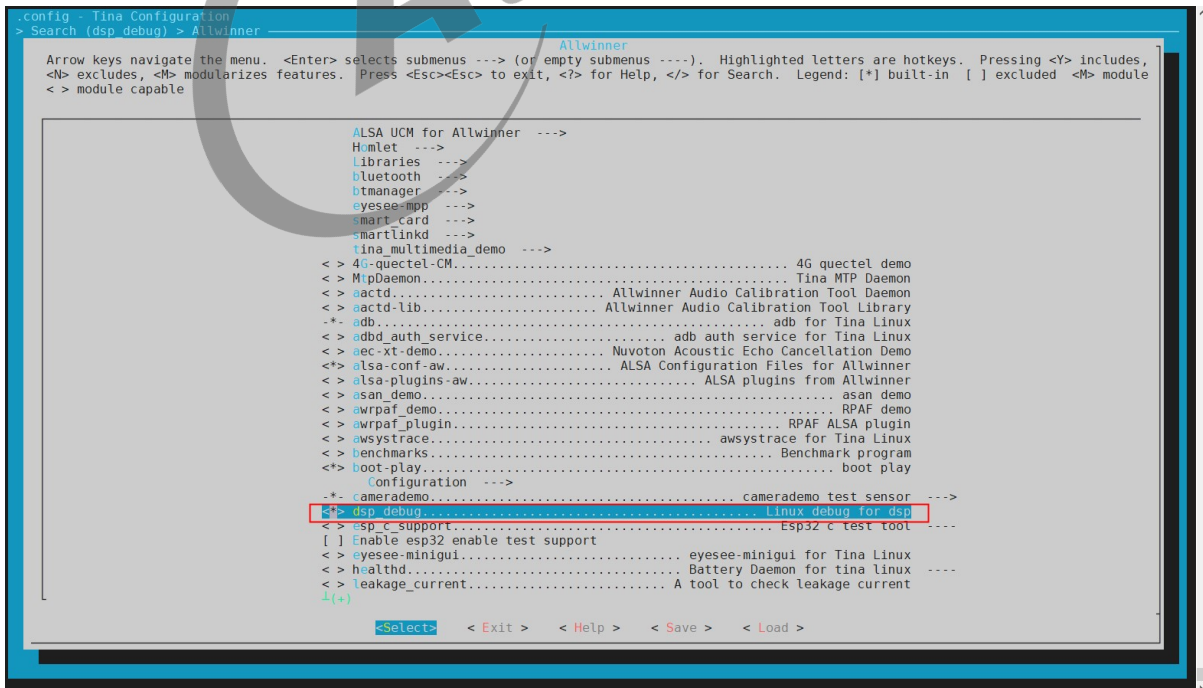 .config - Tina Configuration
> Search (dsp_debug) > Allwinner
Allwinner
Arrow keys navigate the menu.  <Enter> selects submenus ---> (or empty submenus ----).  Highlighted letters are hotkeys.  Pressing <Y> includes,
<N> excludes, <M> modularizes features.  Press <Esc><Esc> to exit, <?> for Help, </> for Search.  Legend: [*] built-in  [ ] excluded  <M> module
< > module capable
ALSA UCM for Allwinner  --->
Homlet  --->
Libraries  --->
bluetooth  --->
btmanager  --->
eyesee-mpp  --->
smart_card  --->
smartlinkd  --->
tina_multimedia_demo  --->
< > 4G-quectel-CM............................................ 4G quectel demo
< > MtpDaemon................................................ Tina MTP Daemon
< > aactd............................ Allwinner Audio Calibration Tool Daemon
< > aactd-lib....................... Allwinner Audio Calibration Tool Library
-*- adb................................................... adb for Tina Linux
< > adbd_auth_service........................ adb auth service for Tina Linux
< > aec-xt-demo...................... Nuvoton Acoustic Echo Cancellation Demo
<*> alsa-conf-aw...................... ALSA Configuration Files for Allwinner
< > alsa-plugins-aw.............................. ALSA plugins from Allwinner
< > asan_demo...................................................... asan demo
< > awrpaf_demo.................................................... RPAF demo
< > awrpaf_plugin............................................ RPAF ALSA plugin
< > awsystrace..................................... awsystrace for Tina Linux
< > benchmarks............................................. Benchmark program
<*> boot-play...................................................... boot play
Configuration  --->
-*- camerademo........................................ camerademo test sensor  --->
<*> dsp_debug............................................ Linux debug for dsp
< > esp_c_support.......................................... Esp32 c test tool  ----
[ ] Enable esp32 enable test support
< > eyesee-minigui............................. eyesee-minigui for Tina Linux
< > healthd..................................... Battery Daemon for tina linux  ----
< > leakage_current.......................... A tool to check leakage current
┴(+)
<Select>    < Exit >    < Help >    < Save >    < Load >